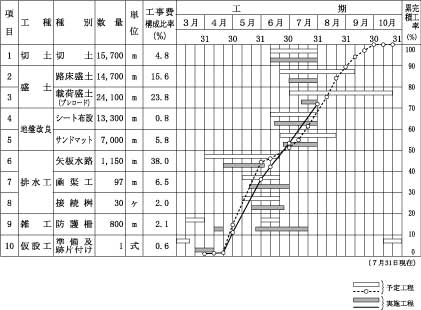 項目 工種 種別 数量 単位 工事費構成比率(%) 工期 累計完工率(%)
3月 4月 5月 6月 7月 8月 9月 10月
31 30 31 30 31 31 30 31
1 切土 切土 15,700 m 4.8
2 盛土 路床盛土 14,700 m 15.6
3 載荷盛土(プレロード) 24,100 m 23.8
4 地盤改良 シート布設 13,300 m 0.8
5 サンドマット 7,000 m 5.8
6 矢板水路 1,150 m 38.0
7 排水工 函渠工 97 m 6.5
8 接続桝 30 ヶ 2.0
9 雑工 防護柵 800 m 2.1
10 仮設工 準備及跡片付け 1 式 0.6
100
90
80
70
60
50
40
30
20
10
0
(7月31日現在)
予定工程
実施工程